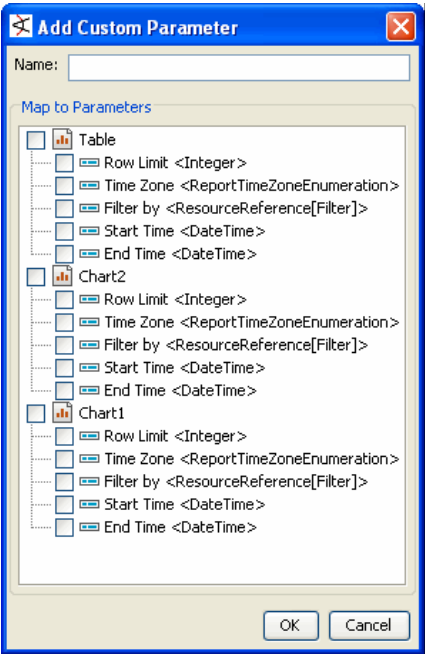 Add Custom Parameter
Name:
Map to Parameters
Table
Row Limit <Integer>
Time Zone <ReportTimeZoneEnumeration>
Filter by <ResourceReference[Filter]>
Start Time <DateTime>
End Time <DateTime>
Chart2
Row Limit <Integer>
Time Zone <ReportTimeZoneEnumeration>
Filter by <ResourceReference[Filter]>
Start Time <DateTime>
End Time <DateTime>
Chart1
Row Limit <Integer>
Time Zone <ReportTimeZoneEnumeration>
Filter by <ResourceReference[Filter]>
Start Time <DateTime>
End Time <DateTime>
OK Cancel